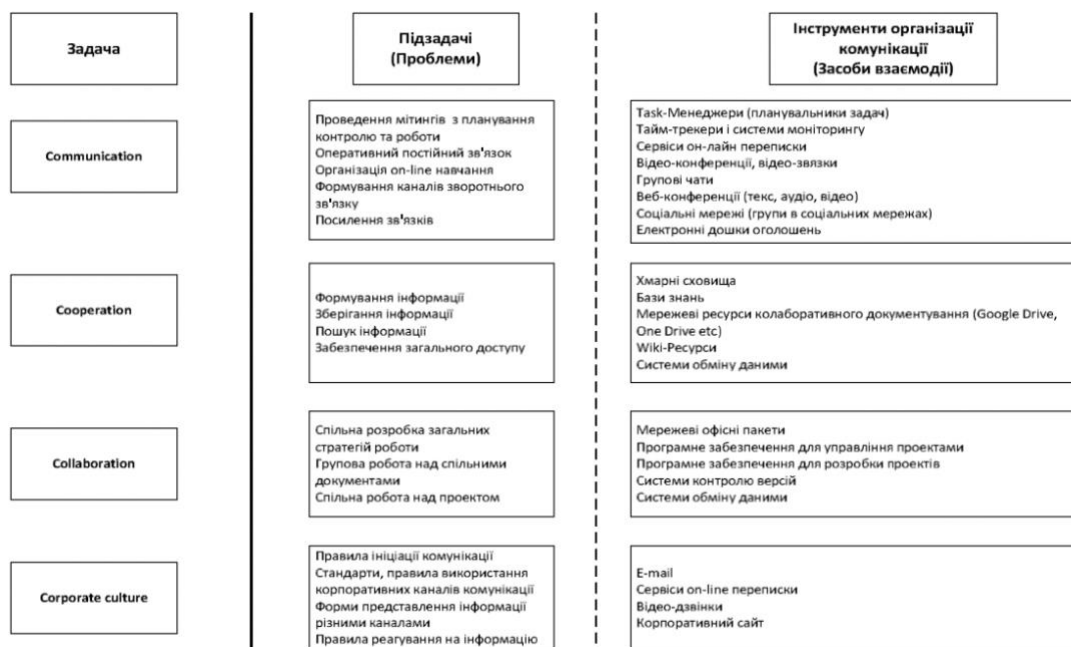 Задача
Підзадачі
(Проблеми)
Інструменти організації
комунікації
(Засоби взаємодії)
Communication
Проведення мітингів з планування
контролю та роботи
Оперативний постійний зв'язок
Організація on-line навчання
Формування каналів зворотнього
зв'язку
Посилення зв'язків
Task-Менеджери (планувальники задач)
Тайм-трекери і системи моніторингу
Сервіси он-лайн переписки
Відео-конференції, відео-звязки
Групові чати
Веб-конференції (текс, аудіо, відео)
Соціальні мережі (групи в соціальних мережах)
Електронні дошки оголошень
Cooperation
Формування інформації
Зберігання інформації
Пошук інформації
Забезпечення загального доступу
Хмарні сховища
Бази знань
Мережеві ресурси колаборативного документування (Google Drive,
One Drive etc)
Wiki-Ресурси
Системи обміну даними
Collaboration
Спільна розробка загальних
стратегій роботи
Групова робота над спільними
документами
Спільна робота над проектом
Мережеві офісні пакети
Програмне забезпечення для управління проектами
Програмне забезпечення для розробки проектів
Системи контролю версій
Системи обміну даними
Corporate culture
Правила ініціації комунікації
Стандарти, правила використання
корпоративних каналів комунікації
Форми представлення інформації
різними каналами
Правила реагування на інформацію
E-mail
Сервіси on-line переписки
Відео-дзвінки
Корпоративний сайт